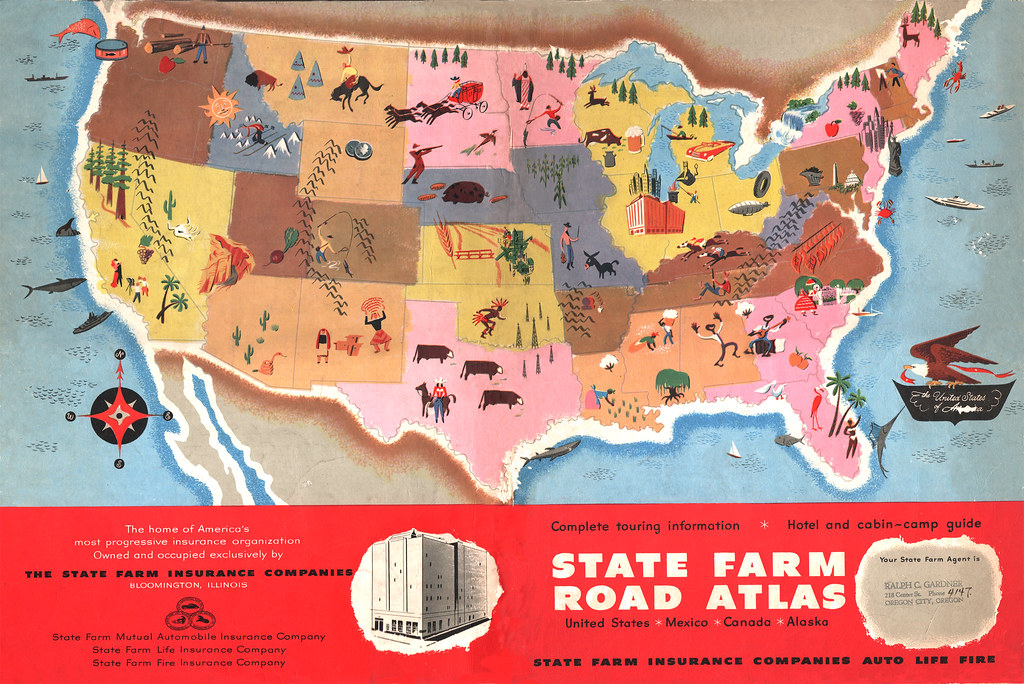 The United States
of America
The home of America's
most progressive insurance organization
Owned and occupied exclusively by
THE STATE FARM INSURANCE COMPANIES
BLOOMINGTON, ILLINOIS
State Farm Mutual Automobile Insurance Company
State Farm Life Insurance Company
State Farm Fire Insurance Company
Complete touring information * Hotel and cabin-camp guide
STATE FARM
ROAD ATLAS
United States * Mexico * Canada * Alaska
STATE FARM INSURANCE COMPANIES AUTO LIFE FIRE
Your State Farm Agent is
RALPH C. GARDNER
Phone 4147
OREGON CITY, OREGON